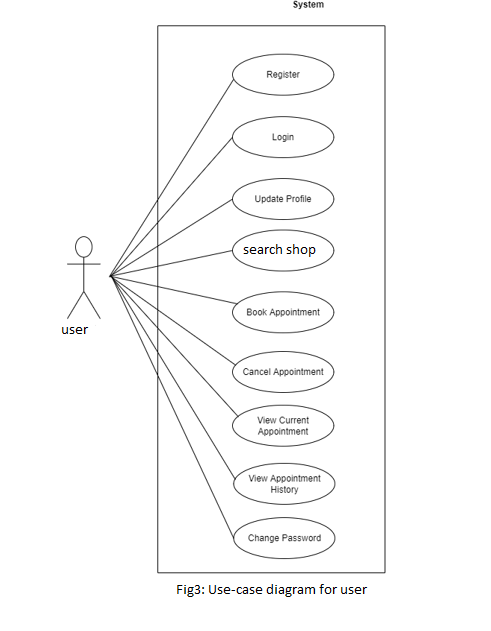 System
Register
Login
Update Profile
search shop
Book Appointment
Cancel Appointment
View Current
Appointment
View Appointment
History
Change Password
user
Fig3: Use-case diagram for user